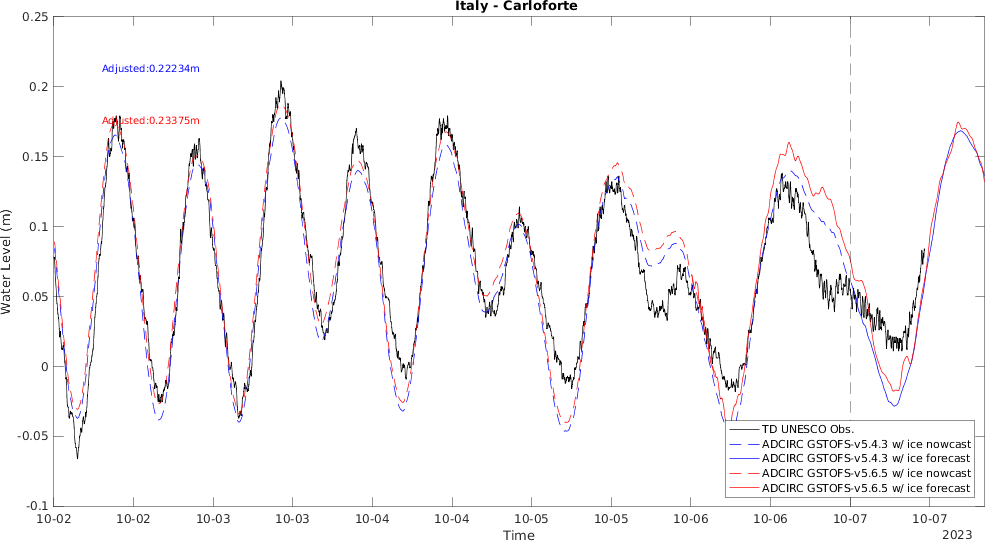 Italy - Carloforte
0.25
0.2
0.15
0.1
0.05
0
-0.05
-0.1
Water Level (m)
Adjusted:0.22234m
Adjusted:0.23375m
TD UNESCO Obs.
ADCIRC GSTOFS-v5.4.3 w/ ice nowcast
ADCIRC GSTOFS-v5.4.3 w/ ice forecast
ADCIRC GSTOFS-v5.6.5 w/ ice nowcast
ADCIRC GSTOFS-v5.6.5 w/ ice forecast
10-02 10-02 10-03 10-03 10-04 10-04 10-05 10-05 10-06 10-06 10-07 10-07
Time
2023